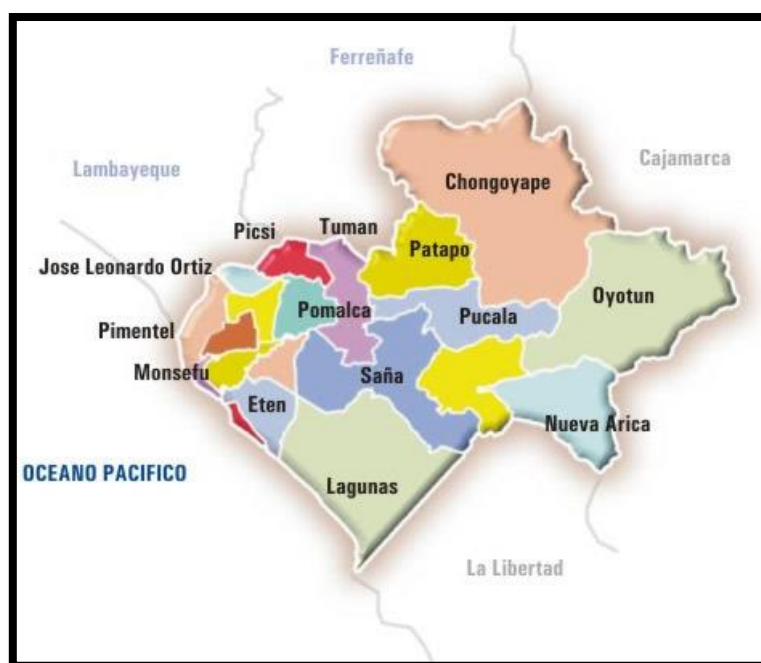 Ferreñafe
Cajamarca
Lambayeque
Chongoyape
Picsi
Tuman
Patapo
Jose Leonardo Ortiz
Oyotun
Pomalca
Pucala
Pimentel
Monsefu
Saña
Eten
Nueva Arica
OCEANO PACIFICO
Lagunas
La Libertad